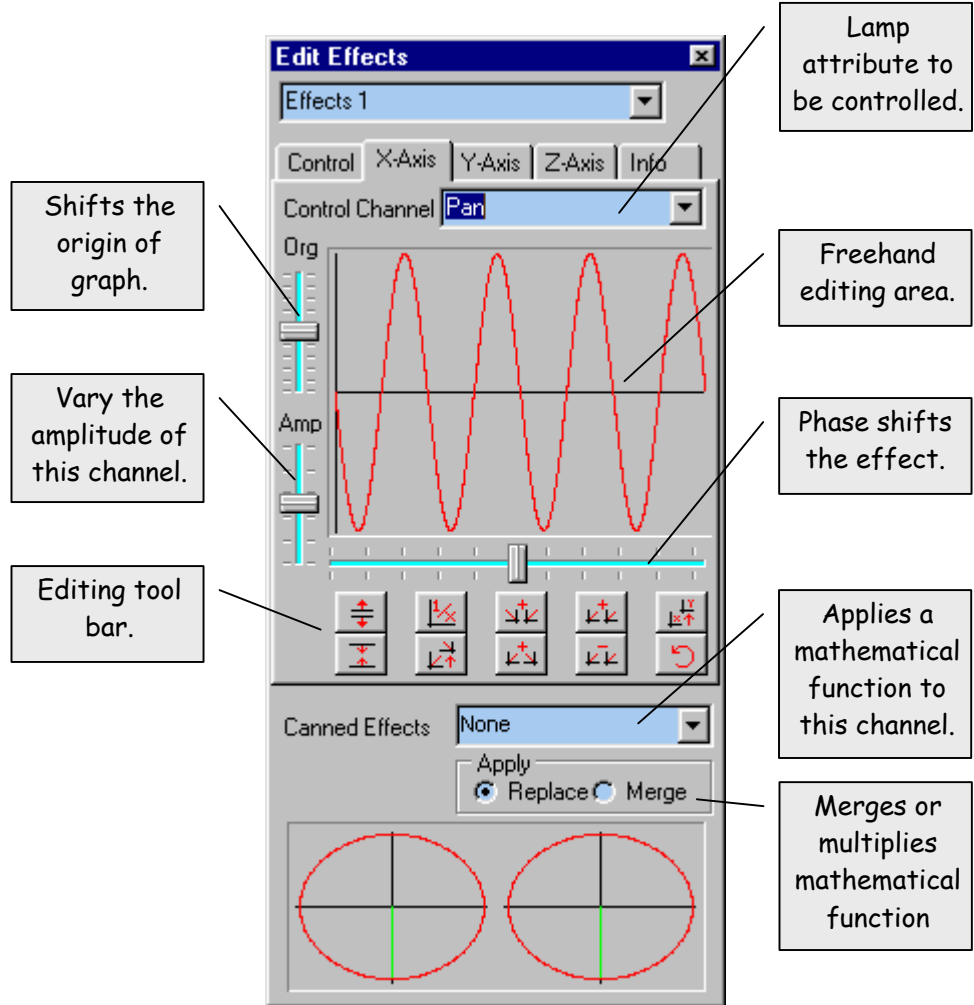 Lamp
attribute to
be controlled.
Edit Effects
Effects 1
Control X-Axis Y-Axis Z-Axis Info
Control Channel Pan
Shifts the
origin of
graph.
Org
Freehand
editing area.
Vary the
amplitude of
this channel.
Amp
Phase shifts
the effect.
Editing tool
bar.
1/x
x Y
Applies a
mathematical
function to
this channel.
Canned Effects None
Apply
Replace Merge
Merges or
multiplies
mathematical
function